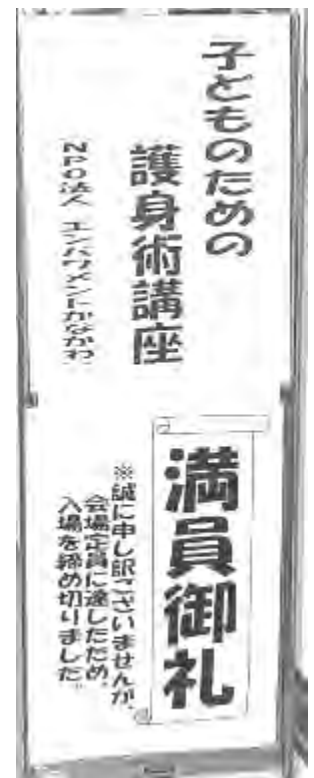 子どものための
護身術講座
NPO法人 エンパワメントかながわ
満員御礼
※誠に申し訳ございませんが、
会場定員に達したため、
入場を締め切りました。